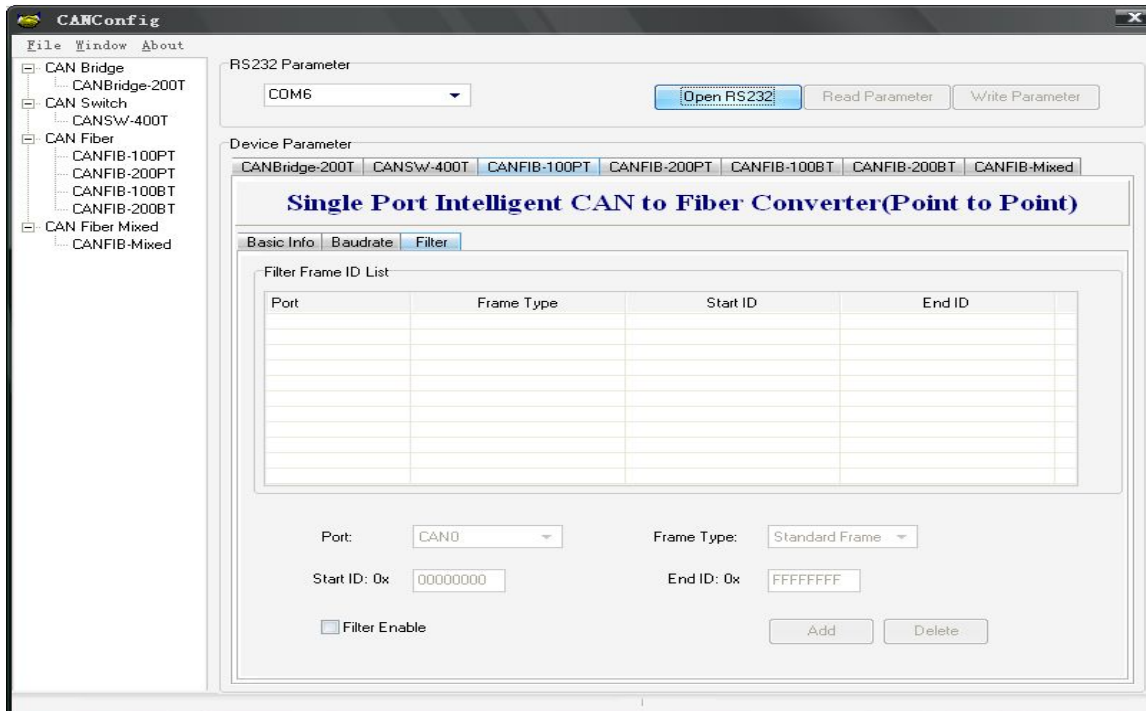 CANConfig
File Window About
CAN Bridge
CANBridge-200T
CAN Switch
CANSW-400T
CAN Fiber
CANFIB-100PT
CANFIB-200PT
CANFIB-100BT
CANFIB-200BT
CAN Fiber Mixed
CANFIB-Mixed
RS232 Parameter
COM6 Open RS232 Read Parameter Write Parameter
Device Parameter
CANBridge-200T CANSW-400T CANFIB-100PT CANFIB-200PT CANFIB-100BT CANFIB-200BT CANFIB-Mixed
Single Port Intelligent CAN to Fiber Converter(Point to Point)
Basic Info Baudrate Filter
Filter Frame ID List
Port Frame Type Start ID End ID
Port: CAN0 Frame Type: Standard Frame
Start ID: 0x 00000000 End ID: 0x FFFFFFFF
Filter Enable Add Delete